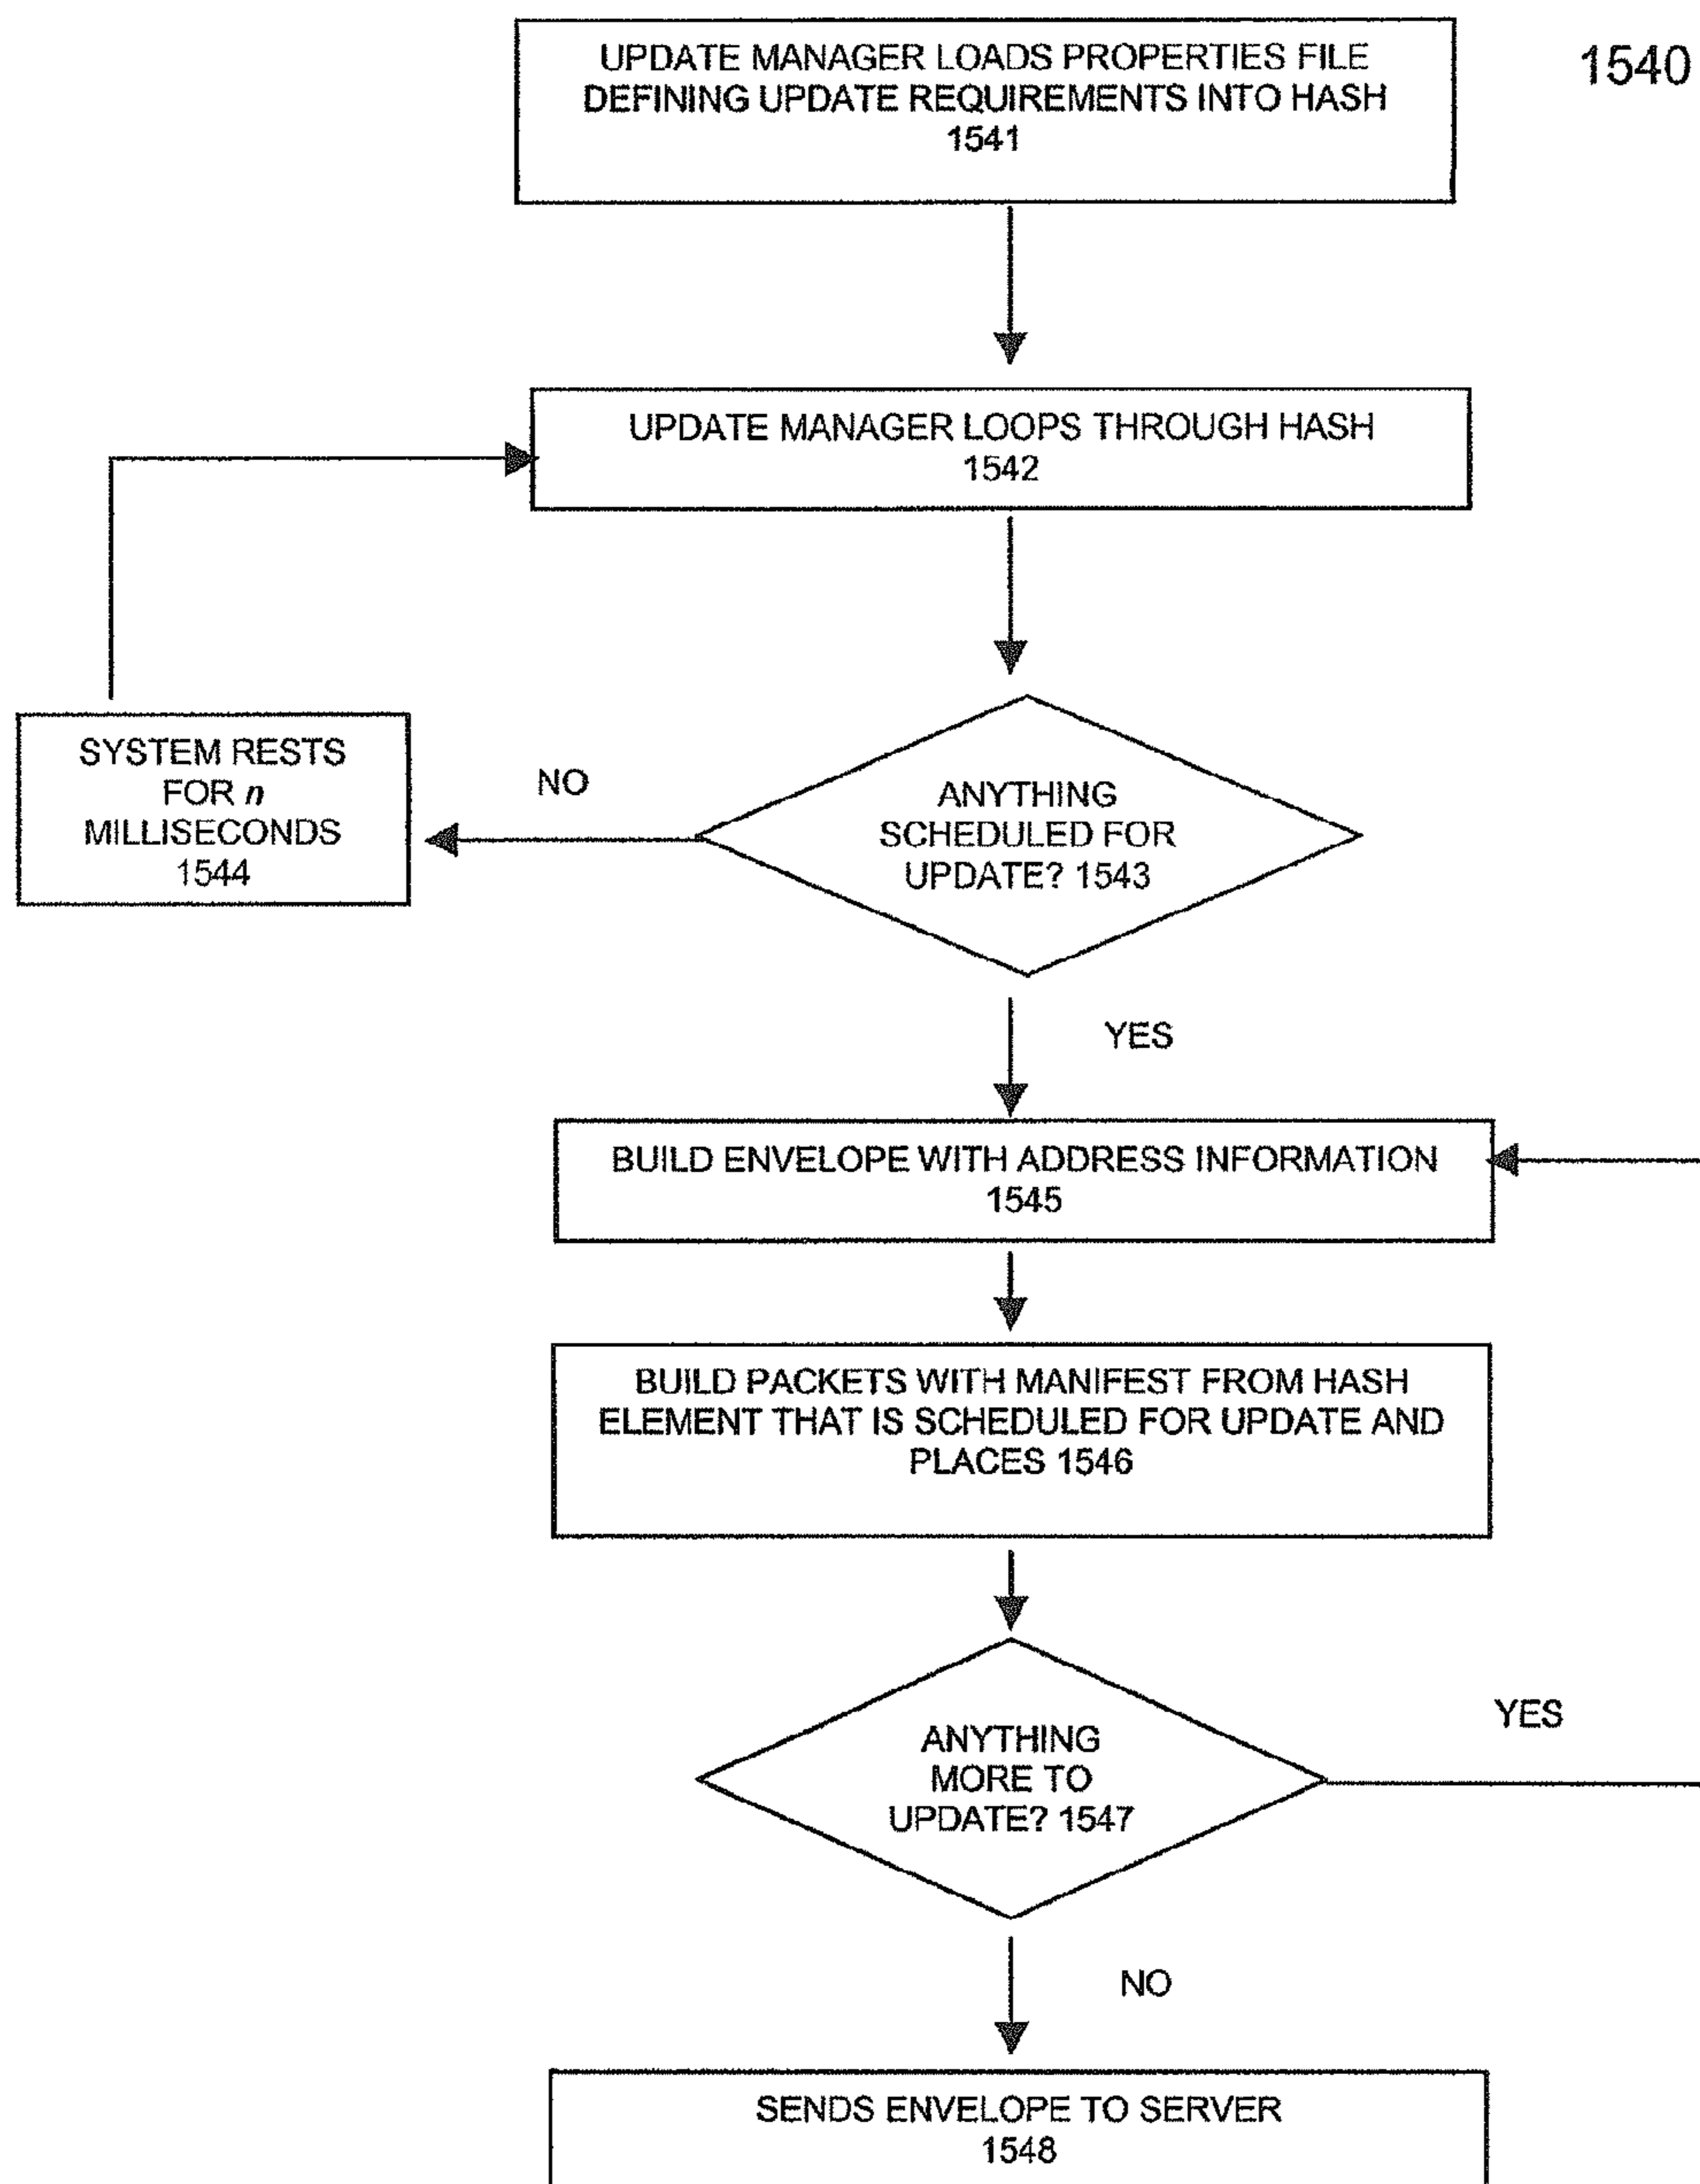 1540
UPDATE MANAGER LOADS PROPERTIES FILE
DEFINING UPDATE REQUIREMENTS INTO HASH
1541
UPDATE MANAGER LOOPS THROUGH HASH
1542
ANYTHING
SCHEDULED FOR
UPDATE? 1543
NO
SYSTEM RESTS
FOR n
MILLISECONDS
1544
YES
BUILD ENVELOPE WITH ADDRESS INFORMATION
1545
BUILD PACKETS WITH MANIFEST FROM HASH
ELEMENT THAT IS SCHEDULED FOR UPDATE AND
PLACES 1546
ANYTHING
MORE TO
UPDATE? 1547
YES
NO
SENDS ENVELOPE TO SERVER
1548